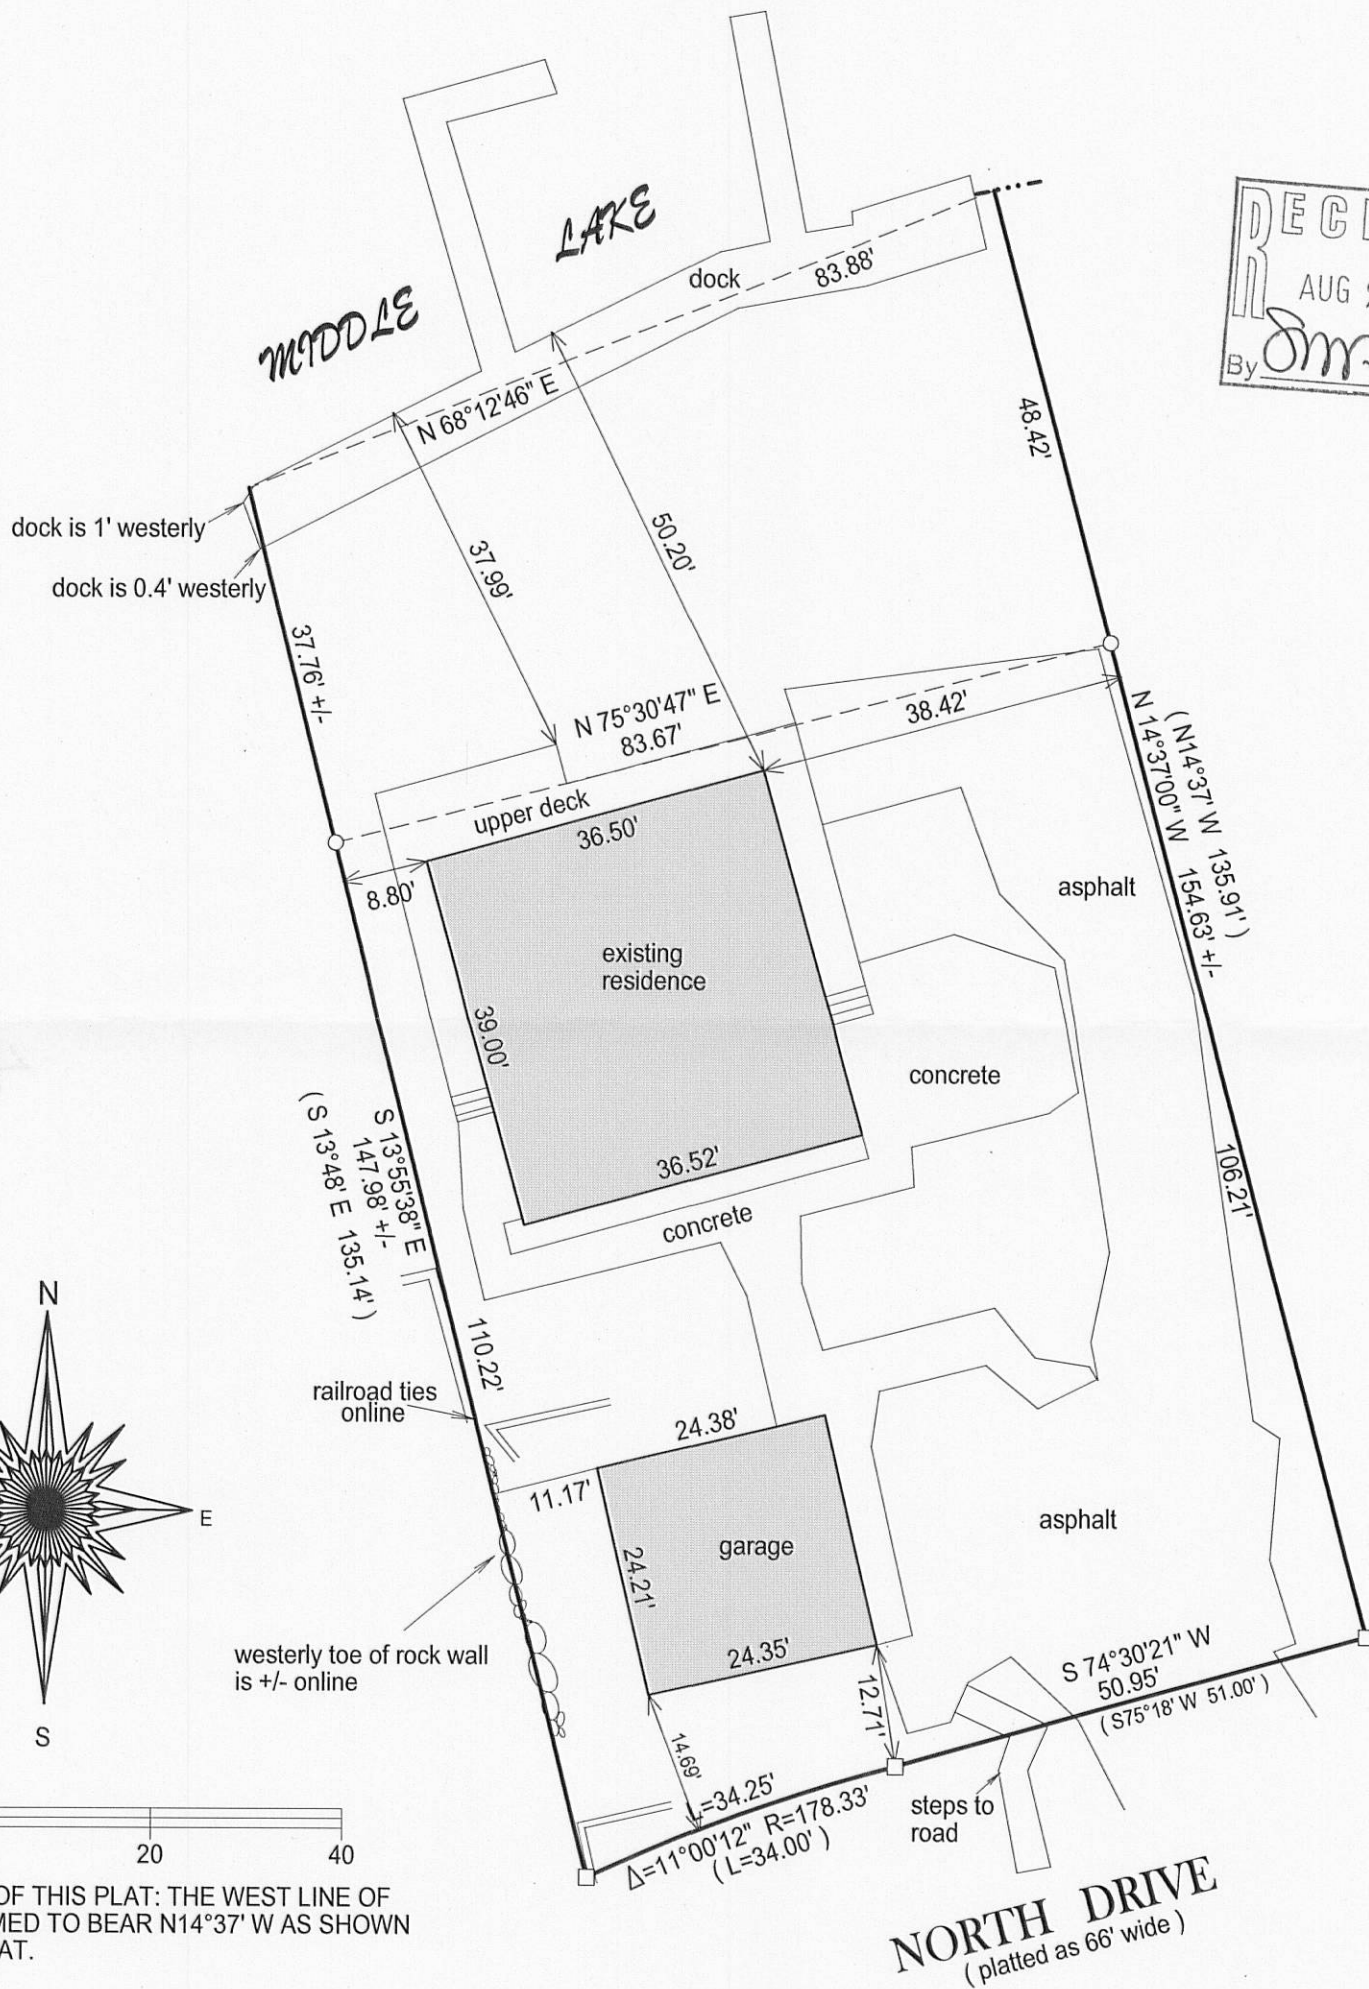 MIDDLE
LAKE
dock
83.88'
N 68°12'46" E
AUG
By
dock is 1' westerly
dock is 0.4' westerly
37.76' +/-
37.99'
50.20'
48.42'
N 75°30'47" E
83.67'
38.42'
upper deck
36.50'
8.80'
( N14°37' W 135.91' )
N 14°37'00" W 154.63' +/-
asphalt
existing
residence
39.00'
concrete
36.52'
concrete
106.21'
S 13°55'38" E
147.98' +/-
( S 13°48' E 135.14' )
N
E
S
110.22'
railroad ties
online
24.38'
11.17'
garage
24.21'
24.35'
asphalt
westerly toe of rock wall
is +/- online
S 74°30'21" W
50.95'
( S75°18' W 51.00' )
12.71'
14.69'
L=34.25'
Δ=11°00'12" R=178.33'
( L=34.00' )
steps to
road
20 40
OF THIS PLAT: THE WEST LINE OF
MED TO BEAR N14°37' W AS SHOWN
AT.
NORTH DRIVE
( platted as 66' wide )